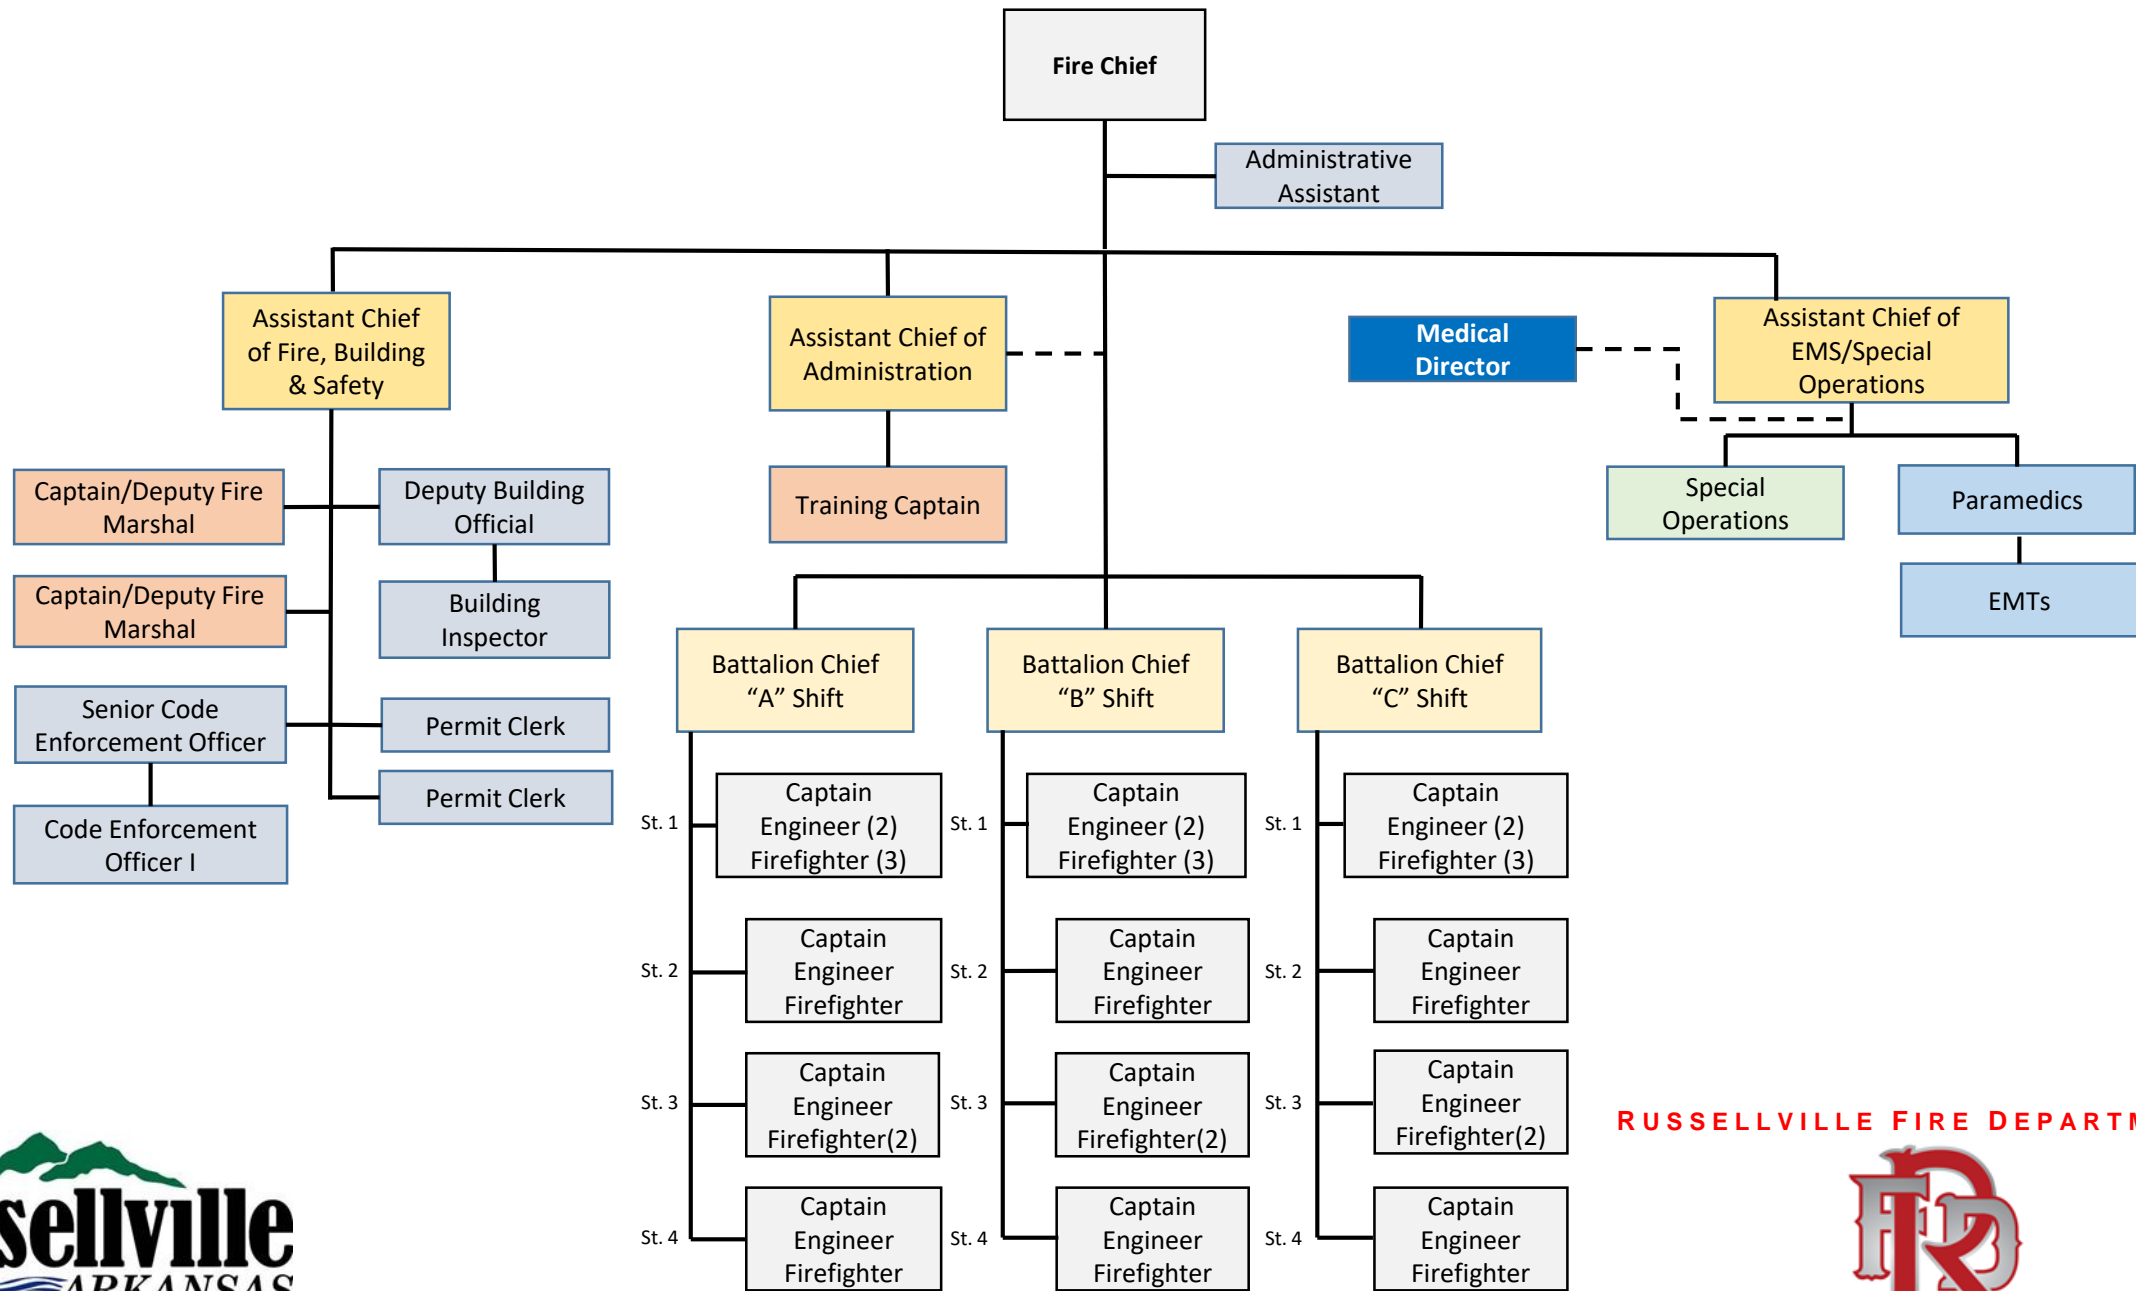 Fire Chief
Administrative
Assistant
Assistant Chief
of Fire, Building
& Safety
Assistant Chief of
Administration
Medical
Director
Assistant Chief of
EMS/Special
Operations
Captain/Deputy Fire
Marshal
Deputy Building
Official
Training Captain
Special
Operations
Paramedics
Captain/Deputy Fire
Marshal
Building
Inspector
EMTs
Senior Code
Enforcement Officer
Permit Clerk
Code Enforcement
Officer I
Permit Clerk
Battalion Chief
“A” Shift
Battalion Chief
“B” Shift
Battalion Chief
“C” Shift
St. 1
Captain
Engineer (2)
Firefighter (3)
St. 1
Captain
Engineer (2)
Firefighter (3)
St. 1
Captain
Engineer (2)
Firefighter (3)
St. 2
Captain
Engineer
Firefighter
St. 2
Captain
Engineer
Firefighter
St. 2
Captain
Engineer
Firefighter
St. 3
Captain
Engineer
Firefighter(2)
St. 3
Captain
Engineer
Firefighter(2)
St. 3
Captain
Engineer
Firefighter(2)
St. 4
Captain
Engineer
Firefighter
St. 4
Captain
Engineer
Firefighter
St. 4
Captain
Engineer
Firefighter
sellville
ARKANSAS
RUSSELLVILLE FIRE DEPARTM
FRD